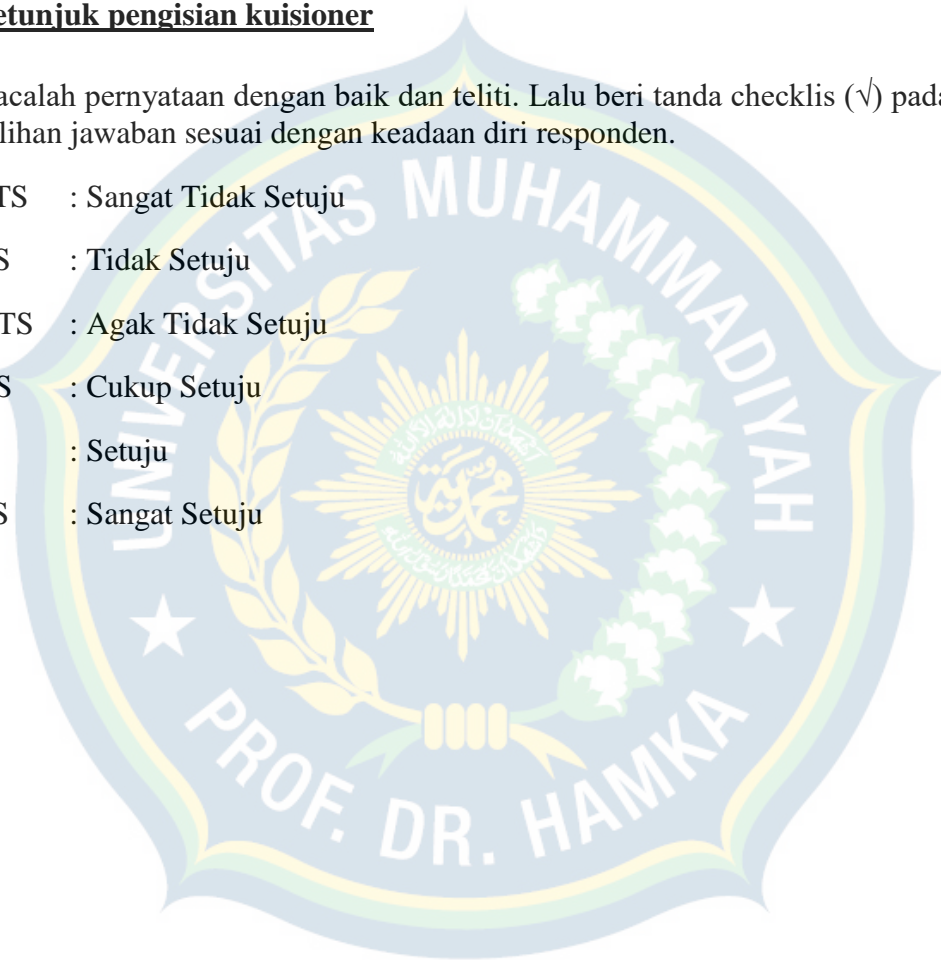 etunjuk pengisian kuisioner
acalah pernyataan dengan baik dan teliti. Lalu beri tanda checklis (√) pada
lihan jawaban sesuai dengan keadaan diri responden.
TS : Sangat Tidak Setuju
S : Tidak Setuju
TS : Agak Tidak Setuju
S : Cukup Setuju
: Setuju
S : Sangat Setuju
UNIVERSITAS MUHAMMADIYAH
PROF. DR. HAMKA